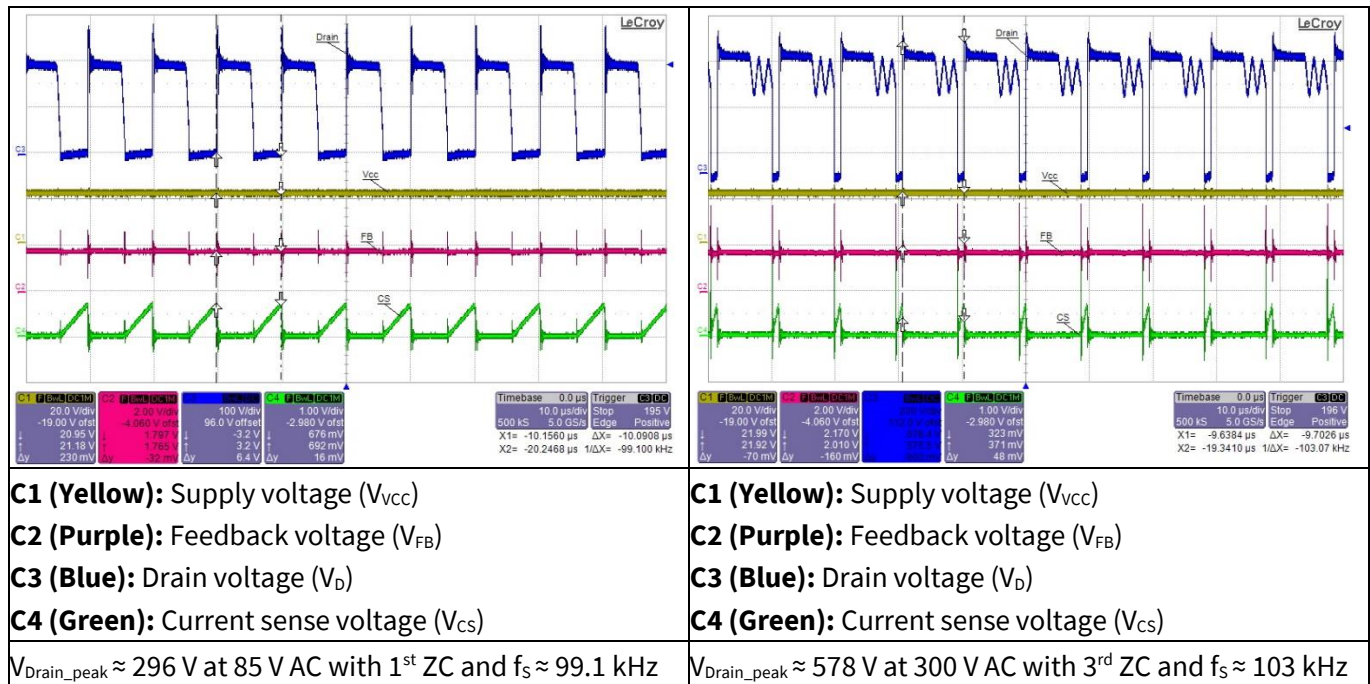 LeCroy
Drain
C3
Vcc
FB
C1
C2
CS
C4
C1 F BwL DC1M
20.0 V/div
-19.00 V ofst
↓ 20.95 V
↑ 21.18 V
Δy 230 mV
C2 F BwL DC1M
2.00 V/div
-4.060 V ofst
1.797 V
1.765 V
-32 mV
100 V/div
96.0 V offset
-3.2 V
3.2 V
6.4 V
C4 F BwL DC1M
1.00 V/div
-2.980 V ofst
676 mV
692 mV
Δy 16 mV
Timebase 0.0 µs
10.0 µs/div
500 kS 5.0 GS/s
Trigger C3 DC
Stop 195 V
Edge Positive
X1= -10.1560 µs ΔX= -10.0908 µs
X2= -20.2468 µs 1/ΔX= -99.100 kHz
LeCroy
Drain
C3
Vcc
C1
FB
C2
CS
C1 F BwL DC1M
20.0 V/div
-19.00 V ofst
↓ 21.99 V
↑ 21.92 V
Δy -70 mV
C2 F BwL DC1M
2.00 V/div
-4.060 V ofst
2.170 V
2.010 V
-160 mV
C4 F BwL DC1M
1.00 V/div
-2.980 V ofst
323 mV
371 mV
Δy 48 mV
Timebase 0.0 µs
10.0 µs/div
500 kS 5.0 GS/s
Trigger C3 DC
Stop 196 V
Edge Positive
X1= -9.6384 µs ΔX= -9.7026 µs
X2= -19.3410 µs 1/ΔX= -103.07 kHz
C1 (Yellow): Supply voltage (VVCC)
C2 (Purple): Feedback voltage (VFB)
C3 (Blue): Drain voltage (VD)
C4 (Green): Current sense voltage (VCS)
VDrain_peak ≈ 296 V at 85 V AC with 1st ZC and fS ≈ 99.1 kHz
C1 (Yellow): Supply voltage (VVCC)
C2 (Purple): Feedback voltage (VFB)
C3 (Blue): Drain voltage (VD)
C4 (Green): Current sense voltage (VCS)
VDrain_peak ≈ 578 V at 300 V AC with 3rd ZC and fS ≈ 103 kHz